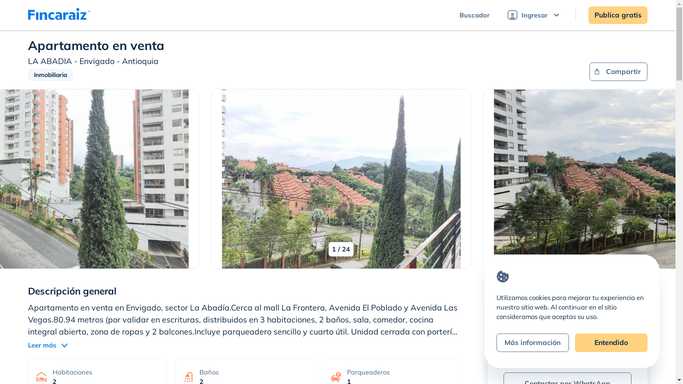 Fincaraiz
Buscador
Ingresar
Publica gratis
Apartamento en venta
LA ABADIA - Envigado - Antioquia
Inmobiliaria
Compartir
1 / 24
Descripción general
Apartamento en venta en Envigado, sector La Abadía.Cerca al mall La Frontera, Avenida El Poblado y Avenida Las
Vegas.80.94 metros (por validar en escrituras, distribuidos en 3 habitaciones, 2 baños, sala, comedor, cocina
integral abierta, zona de ropas y 2 balcones.Incluye parqueadero sencillo y cuarto útil. Unidad cerrada con porterí...
Leer más
Habitaciones
2
Baños
2
Parqueaderos
1
Utilizamos cookies para mejorar tu experiencia en
nuestro sitio web. Al continuar en el sitio
consideramos que aceptas su uso.
Más información
Entendido
Contactar por WhatsApp